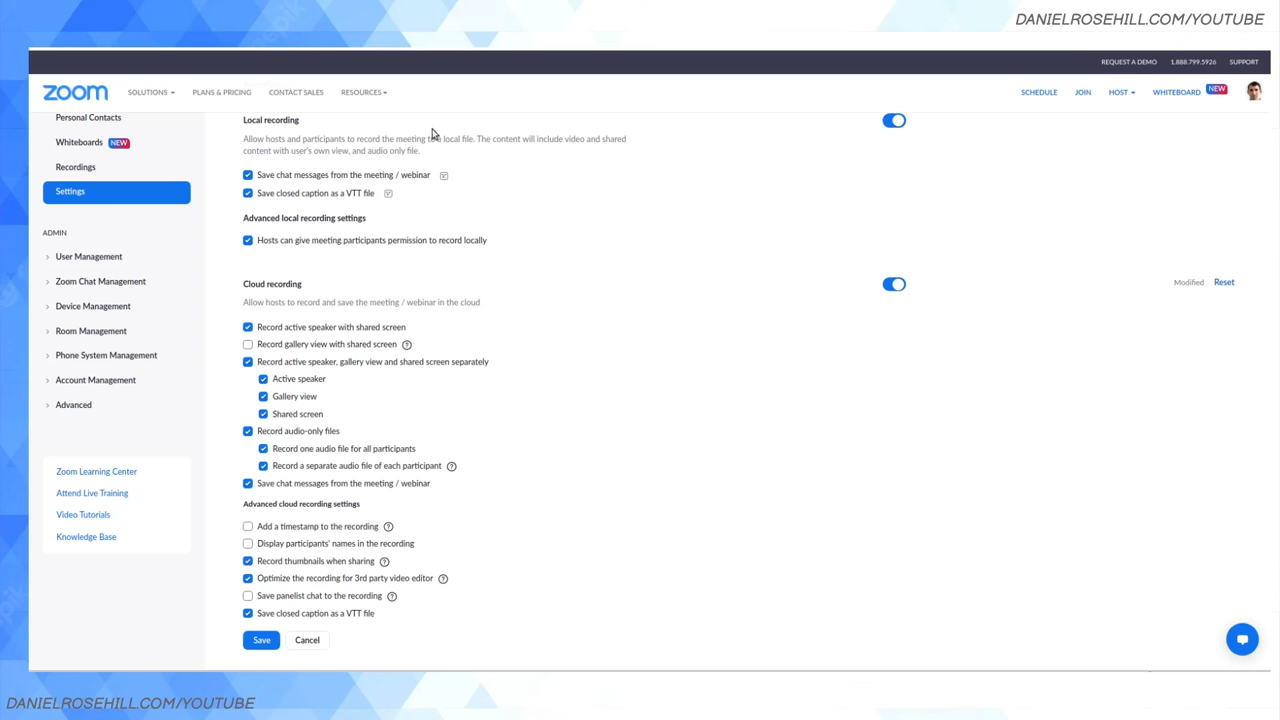 DANIELROSEHILL.COM/YOUTUBE
REQUEST A DEMO 1.888.799.5926 SUPPORT
zoom SOLUTIONS PLANS & PRICING CONTACT SALES RESOURCES SCHEDULE JOIN HOST WHITEBOARD NEW
Personal Contacts
Whiteboards NEW
Recordings
Settings
ADMIN
User Management
Zoom Chat Management
Device Management
Room Management
Phone System Management
Account Management
Advanced
Zoom Learning Center
Attend Live Training
Video Tutorials
Knowledge Base
Local recording
Allow hosts and participants to record the meeting to a local file. The content will include video and shared
content with user's own view, and audio only file.
Save chat messages from the meeting / webinar
Save closed caption as a VTT file
Advanced local recording settings
Hosts can give meeting participants permission to record locally
Cloud recording Modified Reset
Allow hosts to record and save the meeting / webinar in the cloud
Record active speaker with shared screen
Record gallery view with shared screen
Record active speaker, gallery view and shared screen separately
Active speaker
Gallery view
Shared screen
Record audio-only files
Record one audio file for all participants
Record a separate audio file of each participant
Save chat messages from the meeting / webinar
Advanced cloud recording settings
Add a timestamp to the recording
Display participants' names in the recording
Record thumbnails when sharing
Optimize the recording for 3rd party video editor
Save panelist chat to the recording
Save closed caption as a VTT file
Save Cancel
DANIELROSEHILL.COM/YOUTUBE